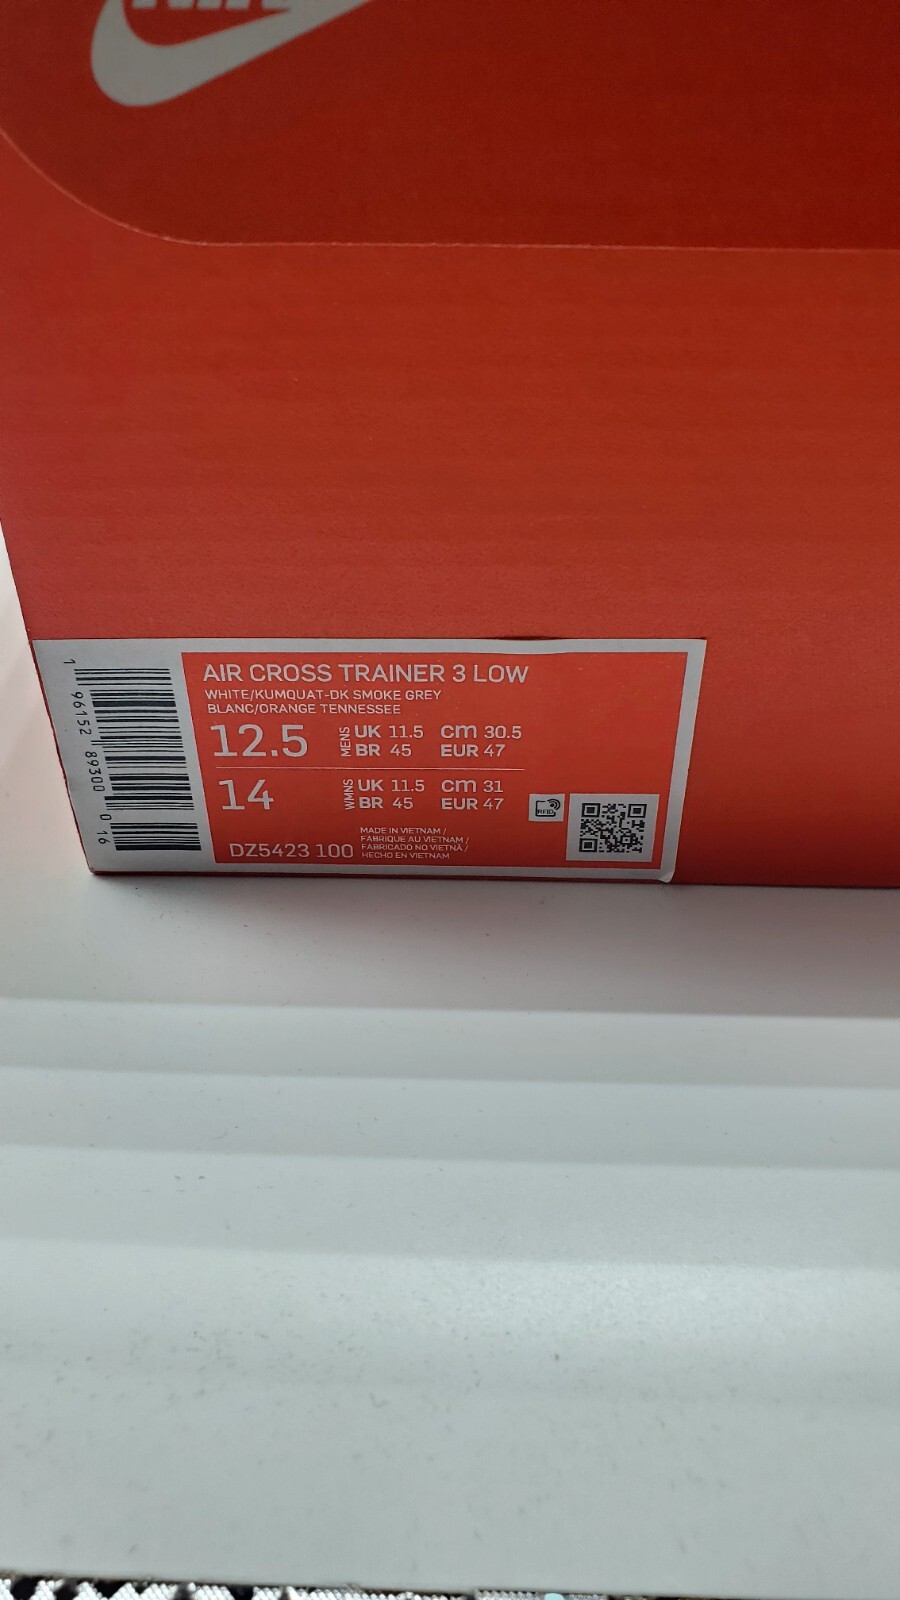 AIR CROSS TRAINER 3 LOW
WHITE/KUMQUAT-DK SMOKE GREY
BLANC/ORANGE TENNESSEE
12.5 MENS UK 11.5 cm 30.5
BR 45 EUR 47
14 WMNS UK 11.5 cm 31
BR 45 EUR 47
RFID
DZ5423 100
MADE IN VIETNAM /
FABRIQUE AU VIETNAM /
FABRICADO NO VIETNÃ /
HECHO EN VIETNAM
1 96152 89300 0 16